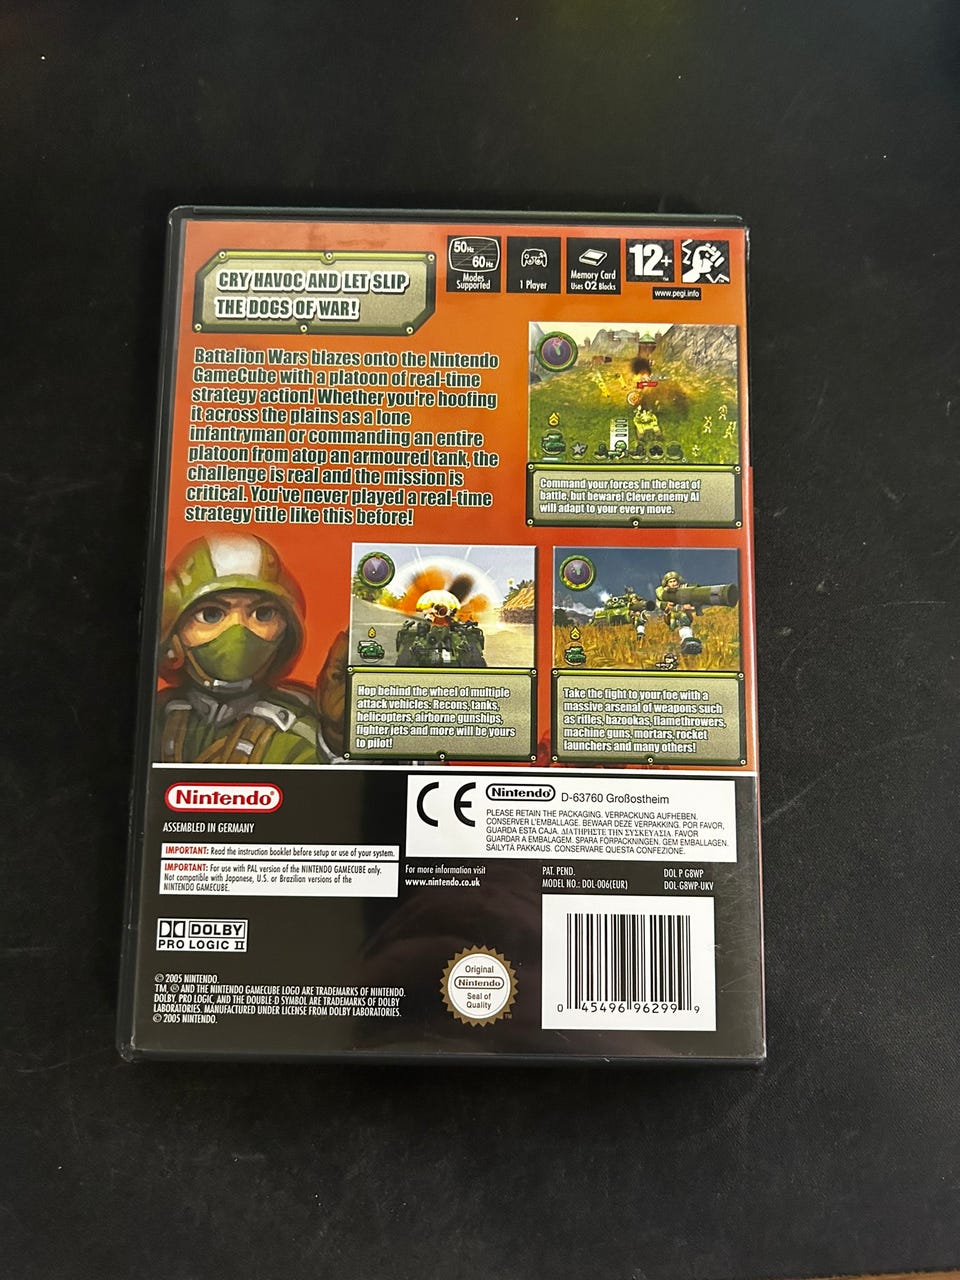 50Hz
60Hz
Modes
Supported
1 Player
Memory Card
Uses 02 Blocks
12+
™
www.pegi.info
CRY HAVOC AND LET SLIP
THE DOGS OF WAR!
Battalion Wars blazes onto the Nintendo
GameCube with a platoon of real-time
strategy action! Whether you're hoofing
it across the plains as a lone
infantryman or commanding an entire
platoon from atop an armoured tank, the
challenge is real and the mission is
critical. You've never played a real-time
strategy title like this before!
Command your forces in the heat of
battle, but beware! Clever enemy AI
will adapt to your every move.
Hop behind the wheel of multiple
attack vehicles: Recons, tanks,
helicopters, airborne gunships,
fighter jets and more will be yours
to pilot!
Take the fight to your foe with a
massive arsenal of weapons such
as rifles, bazookas, flamethrowers,
machine guns, mortars, rocket
launchers and many others!
Nintendo®
ASSEMBLED IN GERMANY
IMPORTANT: Read the instruction booklet before setup or use of your system.
IMPORTANT: For use with PAL version of the NINTENDO GAMECUBE only.
Not compatible with Japanese, U.S. or Brazilian versions of the
NINTENDO GAMECUBE.
CE
Nintendo® D-63760 Großostheim
PLEASE RETAIN THE PACKAGING. VERPACKUNG AUFHEBEN.
CONSERVER L'EMBALLAGE. BEWAAR DEZE VERPAKKING. POR FAVOR,
GUARDA ESTA CAJA. ΔΙΑΤΗΡΗΣΤΕ ΤΗΝ ΣΥΣΚΕΥΑΣΙΑ. FAVOR
GUARDAR A EMBALAGEM. SPARA FÖRPACKNINGEN. GEM EMBALLAGEN.
SÄILYTÄ PAKKAUS. CONSERVARE QUESTA CONFEZIONE.
For more information visit
www.nintendo.co.uk
PAT. PEND.
MODEL NO.: DOL-006(EUR)
DOL P G8WP
DOL-G8WP-UKV
DOLBY
PRO LOGIC II
© 2005 NINTENDO.
TM, ® AND THE NINTENDO GAMECUBE LOGO ARE TRADEMARKS OF NINTENDO.
DOLBY, PRO LOGIC, AND THE DOUBLE-D SYMBOL ARE TRADEMARKS OF DOLBY
LABORATORIES. MANUFACTURED UNDER LICENSE FROM DOLBY LABORATORIES.
© 2005 NINTENDO.
Original
Nintendo
Seal of
Quality
™
0 45496 96299 9